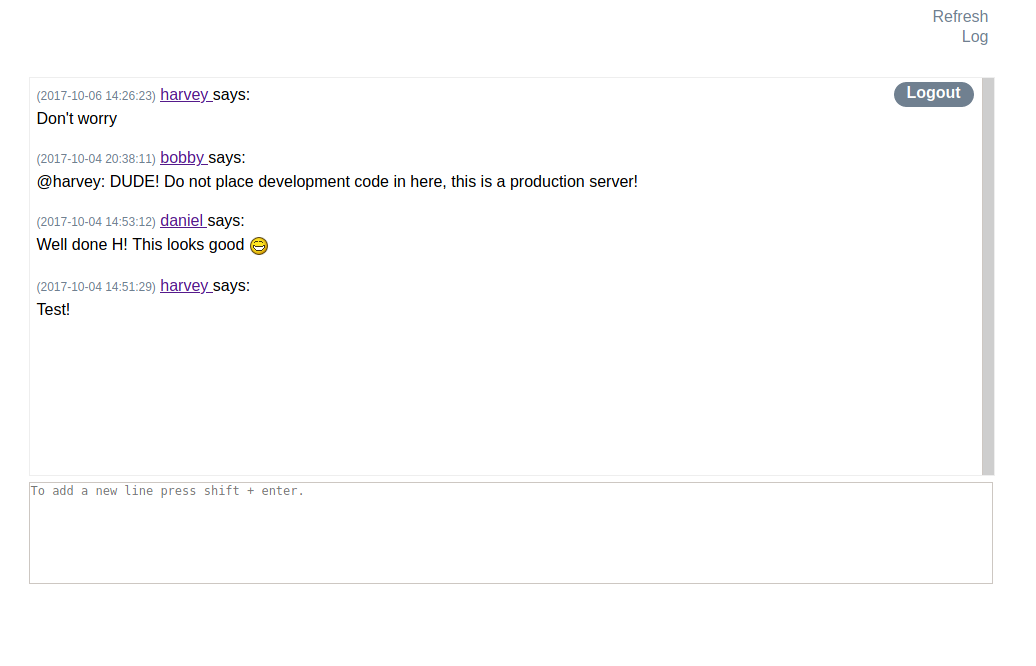 Refresh
Log
Logout
(2017-10-06 14:26:23) harvey says:
Don't worry
(2017-10-04 20:38:11) bobby says:
@harvey: DUDE! Do not place development code in here, this is a production server!
(2017-10-04 14:53:12) daniel says:
Well done H! This looks good
(2017-10-04 14:51:29) harvey says:
Test!
To add a new line press shift + enter.